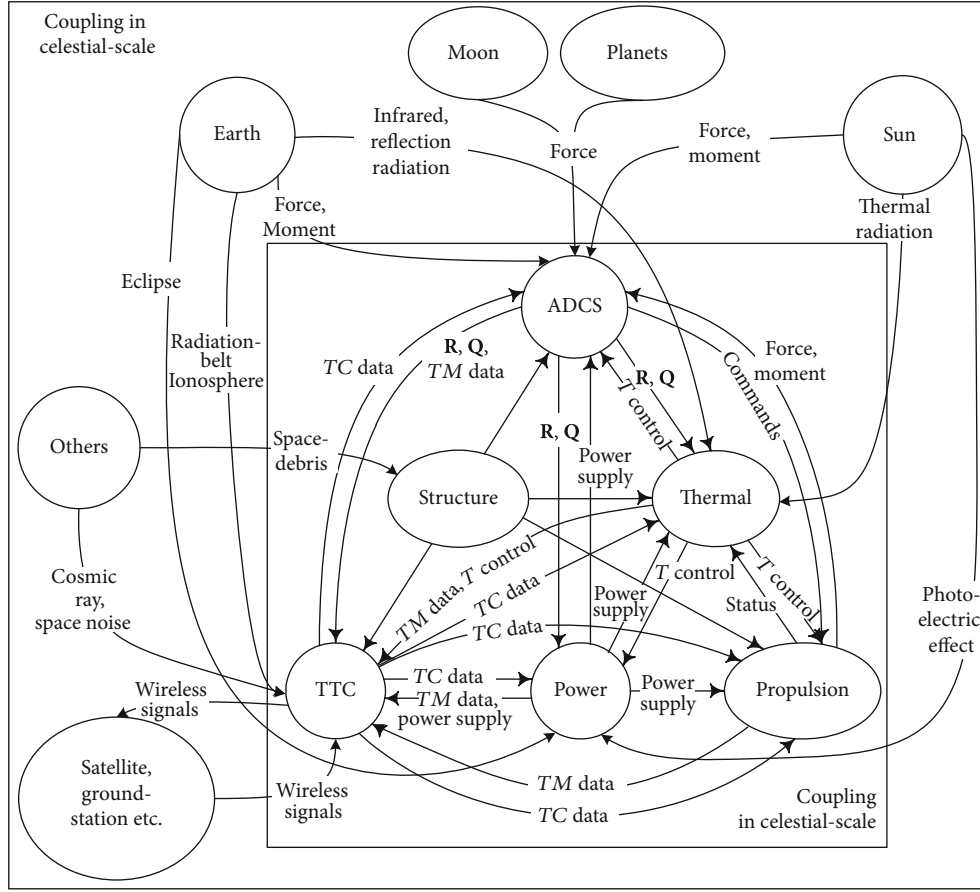 Coupling in
celestial-scale
Moon
Planets
Earth
Infrared,
reflection
radiation
Force
Force,
moment
Sun
Force,
Moment
Thermal
radiation
Eclipse
ADCS
Radiation-
belt
Ionosphere
TC data
R, Q,
TM data
R, Q
T control
Commands
Force,
moment
Others
Space-
debris
R, Q
Power
supply
Structure
Thermal
Cosmic
ray,
space noise
TM data, T control
TC data
TC data
Power
supply
T control
Status
T control
Photo-
electric
effect
Wireless
signals
TTC
TC data
TM data,
power supply
Power
Power
supply
Propulsion
Satellite,
ground-
station etc.
Wireless
signals
TM data
TC data
Coupling
in celestial-scale